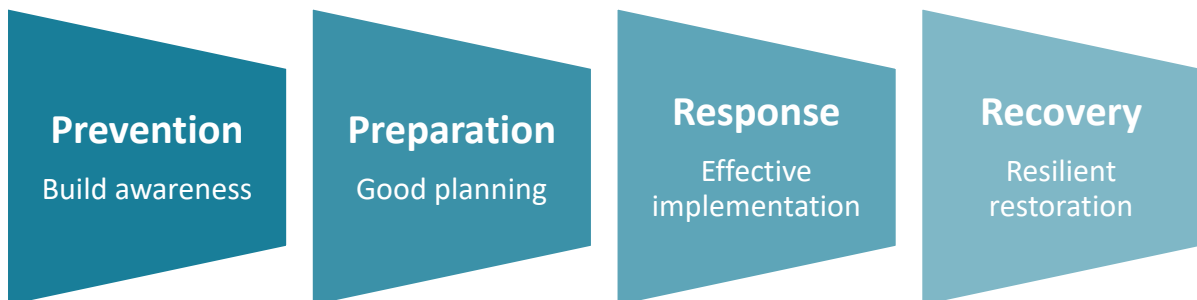 Prevention
Build awareness
Preparation
Good planning
Response
Effective
implementation
Recovery
Resilient
restoration